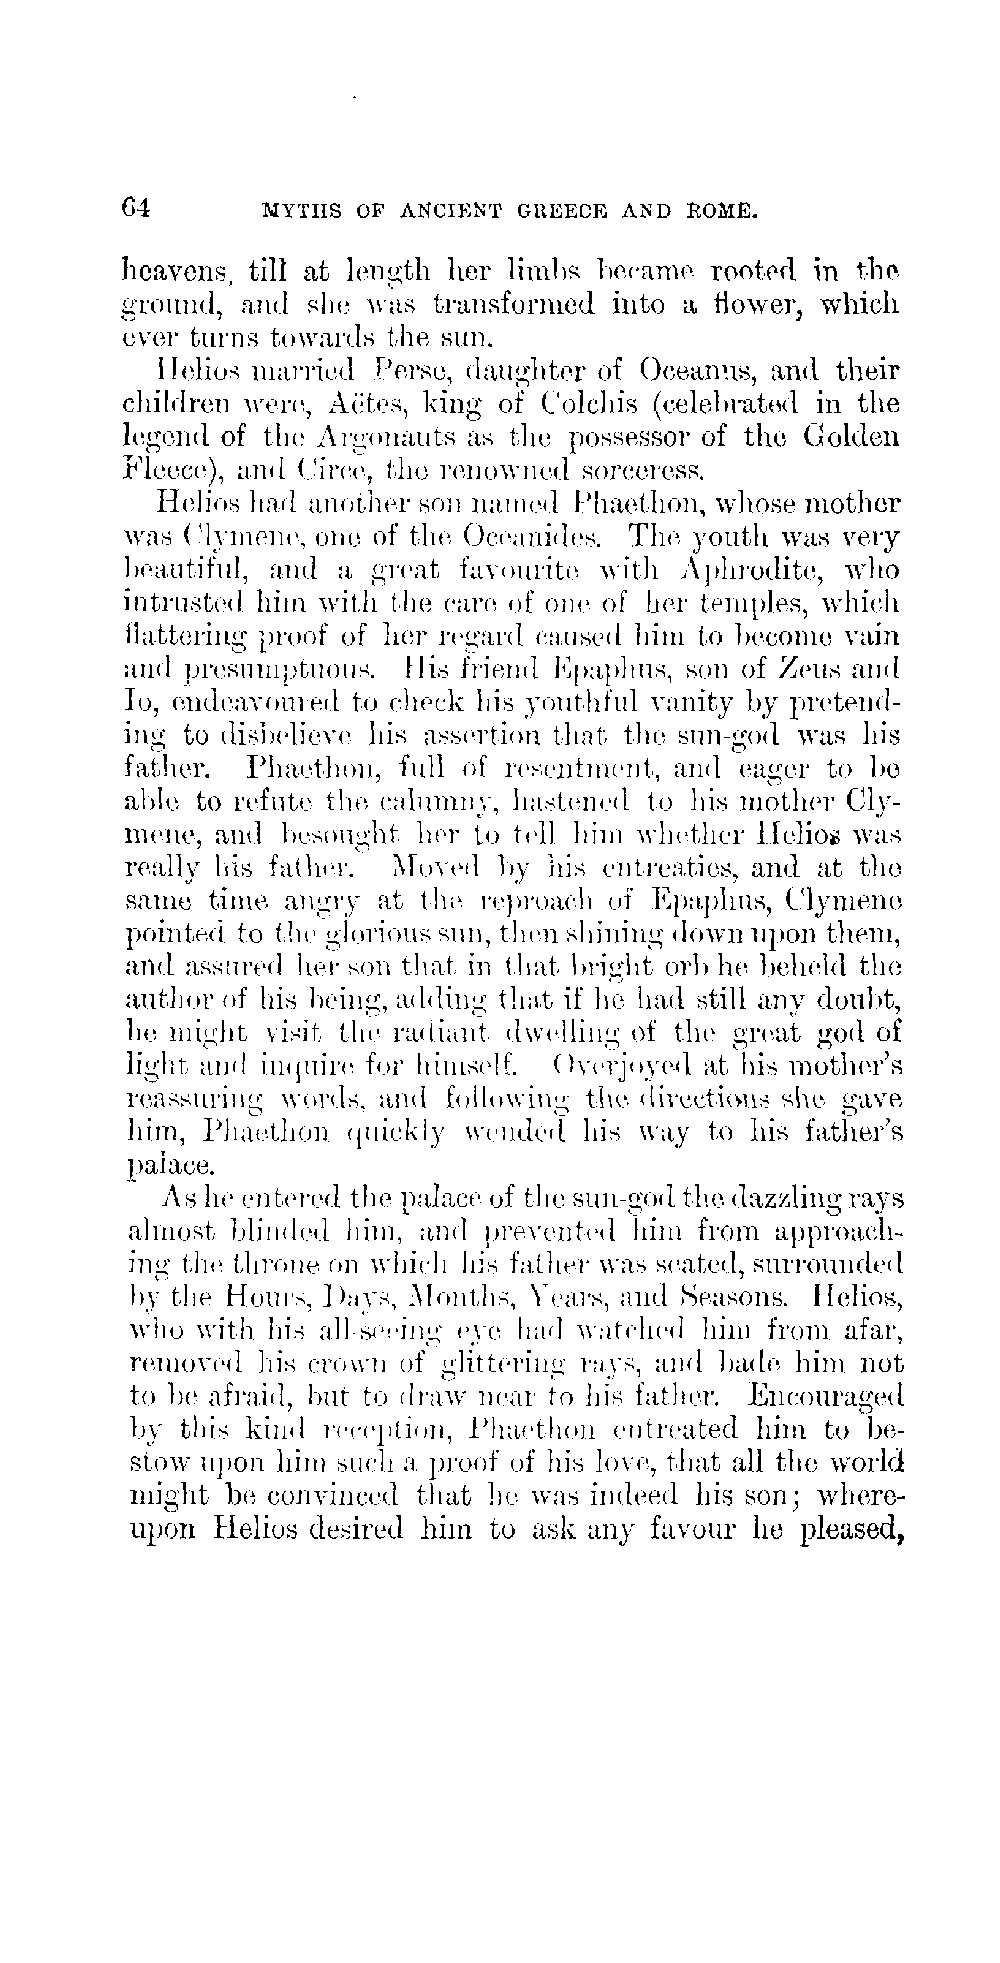 64 MYTHS OF ANCIENT GREECE AND ROME.
heavens, till at length her limbs became rooted in the
ground, and she was transformed into a flower, which
ever turns towards the sun.
Helios married Perse, daughter of Oceanus, and their
children were, Aëtes, king of Colchis (celebrated in the
legend of the Argonauts as the possessor of the Golden
Fleece), and Circe, the renowned sorceress.
Helios had another son named Phaethon, whose mother
was Clymene, one of the Oceanides. The youth was very
beautiful, and a great favourite with Aphrodite, who
intrusted him with the care of one of her temples, which
flattering proof of her regard caused him to become vain
and presumptuous. His friend Epaphus, son of Zeus and
Io, endeavoured to check his youthful vanity by pretend-
ing to disbelieve his assertion that the sun-god was his
father. Phaethon, full of resentment, and eager to be
able to refute the calumny, hastened to his mother Cly-
mene, and besought her to tell him whether Helios was
really his father. Moved by his entreaties, and at the
same time angry at the reproach of Epaphus, Clymene
pointed to the glorious sun, then shining down upon them,
and assured her son that in that bright orb he beheld the
author of his being, adding that if he had still any doubt,
he might visit the radiant dwelling of the great god of
light and inquire for himself. Overjoyed at his mother's
reassuring words, and following the directions she gave
him, Phaethon quickly wended his way to his father's
palace.
As he entered the palace of the sun-god the dazzling rays
almost blinded him, and prevented him from approach-
ing the throne on which his father was seated, surrounded
by the Hours, Days, Months, Years, and Seasons. Helios,
who with his all-seeing eye had watched him from afar,
removed his crown of glittering rays, and bade him not
to be afraid, but to draw near to his father. Encouraged
by this kind reception, Phaethon entreated him to be-
stow upon him such a proof of his love, that all the world
might be convinced that he was indeed his son; where-
upon Helios desired him to ask any favour he pleased,